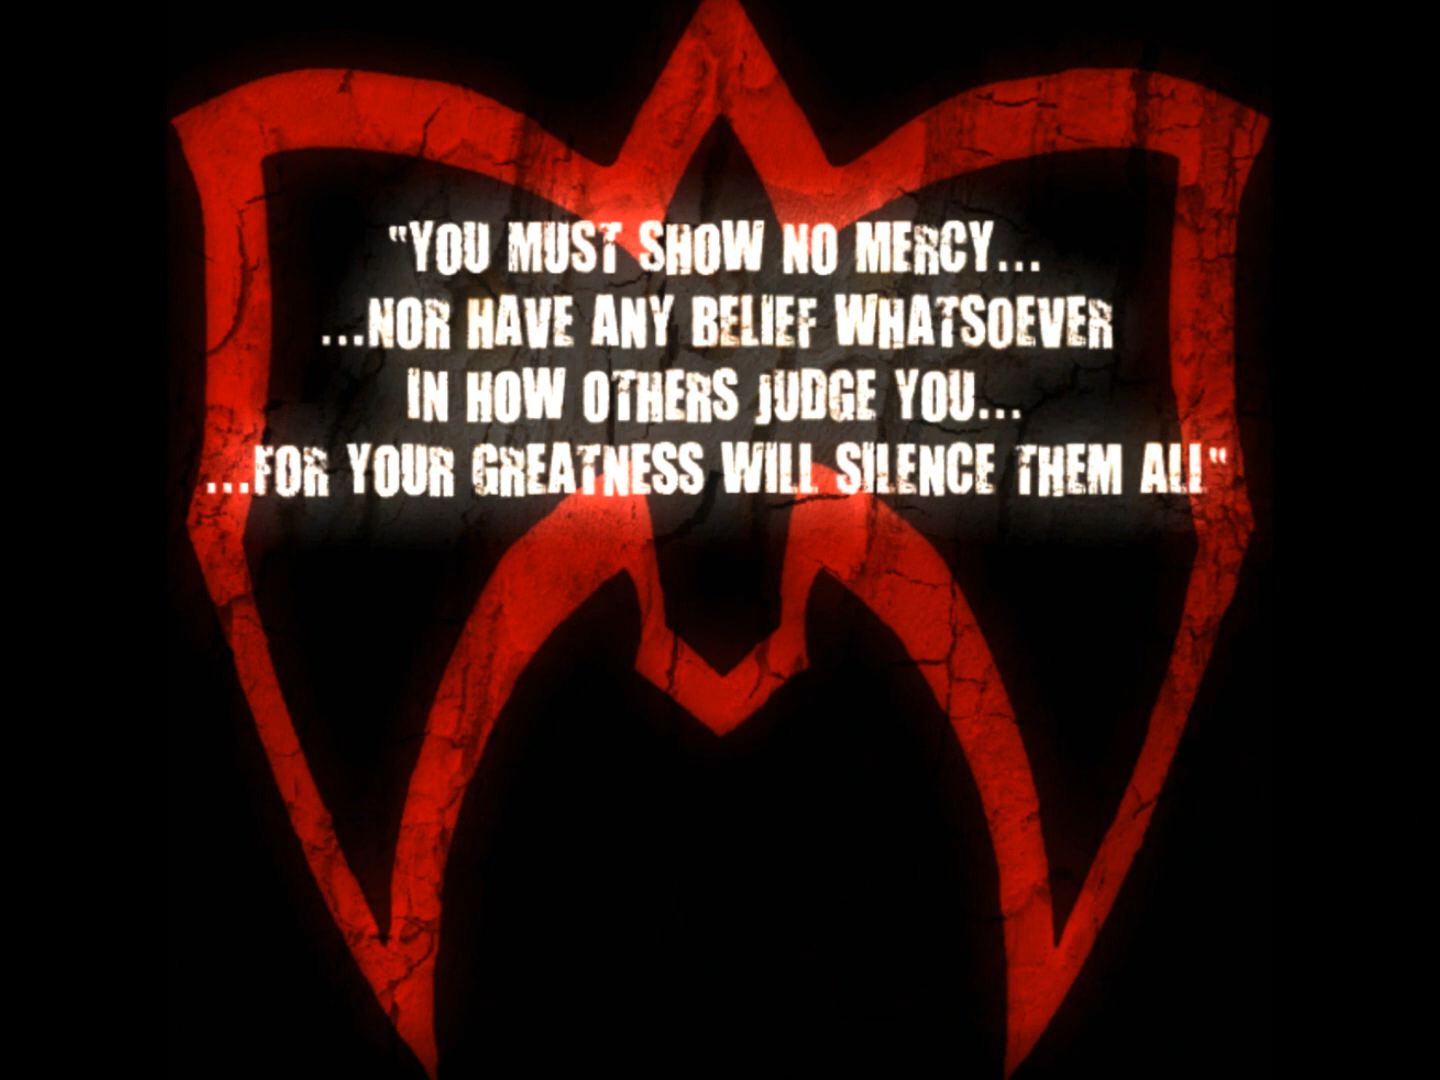 "YOU MUST SHOW NO MERCY...
...NOR HAVE ANY BELIEF WHATSOEVER
IN HOW OTHERS JUDGE YOU...
...FOR YOUR GREATNESS WILL SILENCE THEM ALL"